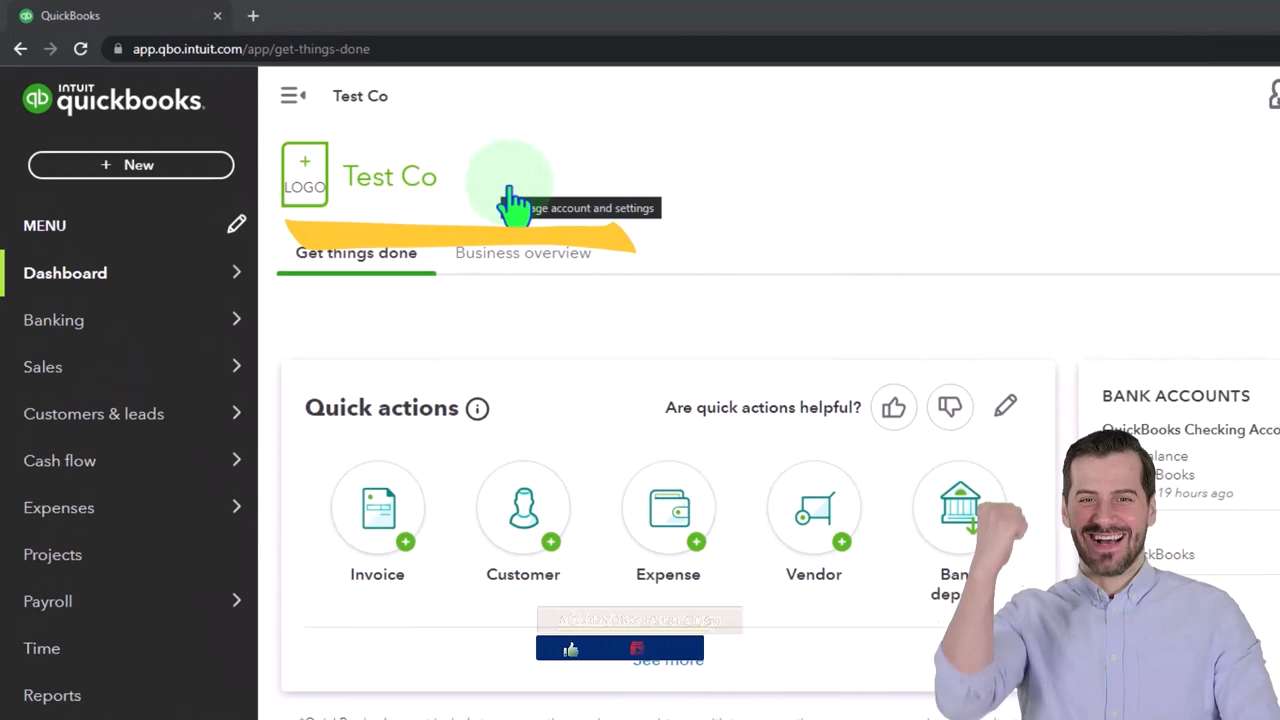 QuickBooks
app.qbo.intuit.com/app/get-things-done
INTUIT
quickbooks.
Test Co
+ New
+
LOGO
Test Co
age account and settings
MENU
Get things done
Business overview
Dashboard
Banking
Sales
Customers & leads
Cash flow
Expenses
Projects
Payroll
Time
Reports
Quick actions
Are quick actions helpful?
BANK ACCOUNTS
QuickBooks Checking Acco
alance
Books
19 hours ago
kBooks
Invoice
Customer
Expense
Vendor
Ban
depo
See more